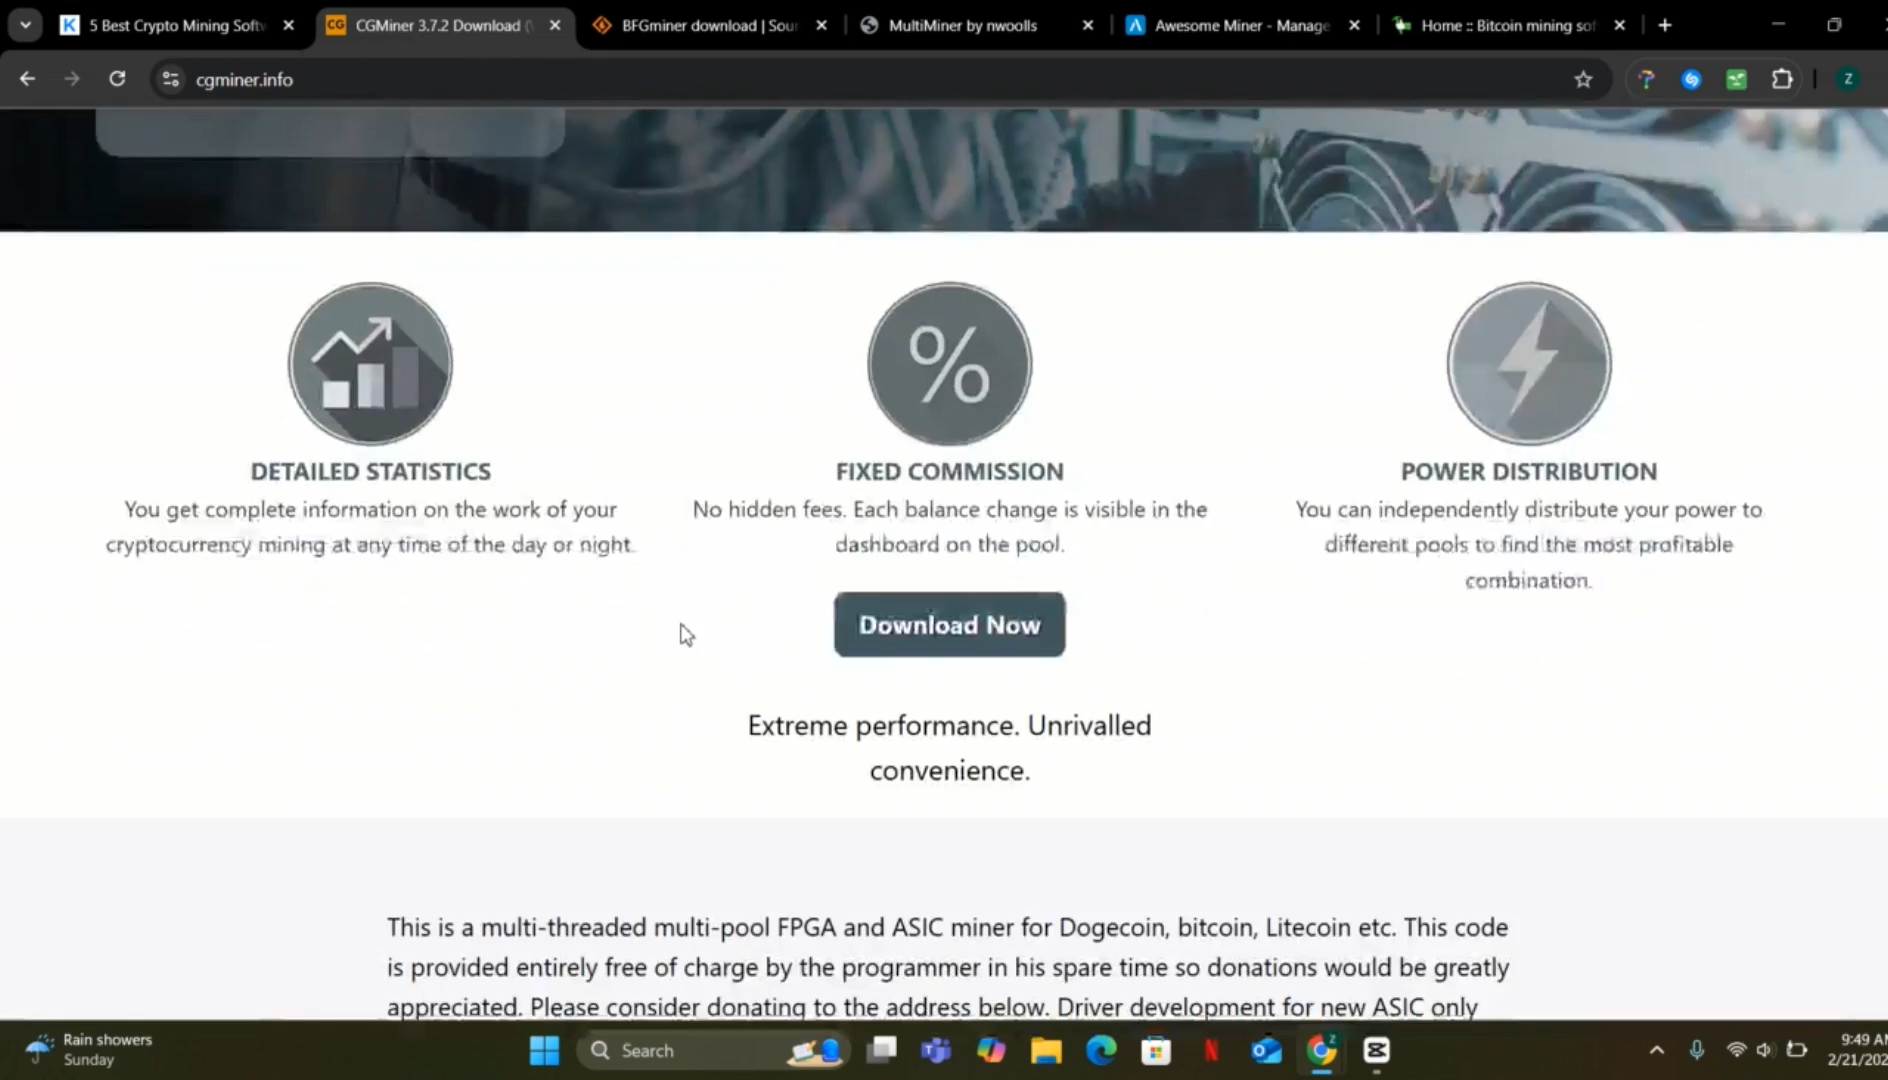 5 Best Crypto Mining Softw
CGMiner 3.7.2 Download (
BFGminer download | Sour
MultiMiner by nwoolls
Awesome Miner - Manage
Home :: Bitcoin mining sof
cgminer.info
Z
DETAILED STATISTICS
You get complete information on the work of your
cryptocurrency mining at any time of the day or night.
FIXED COMMISSION
No hidden fees. Each balance change is visible in the
dashboard on the pool.
POWER DISTRIBUTION
You can independently distribute your power to
different pools to find the most profitable
combination.
Download Now
Extreme performance. Unrivalled
convenience.
This is a multi-threaded multi-pool FPGA and ASIC miner for Dogecoin, bitcoin, Litecoin etc. This code
is provided entirely free of charge by the programmer in his spare time so donations would be greatly
appreciated. Please consider donating to the address below. Driver development for new ASIC only
Rain showers
Sunday
Search
9:49 A
2/21/202